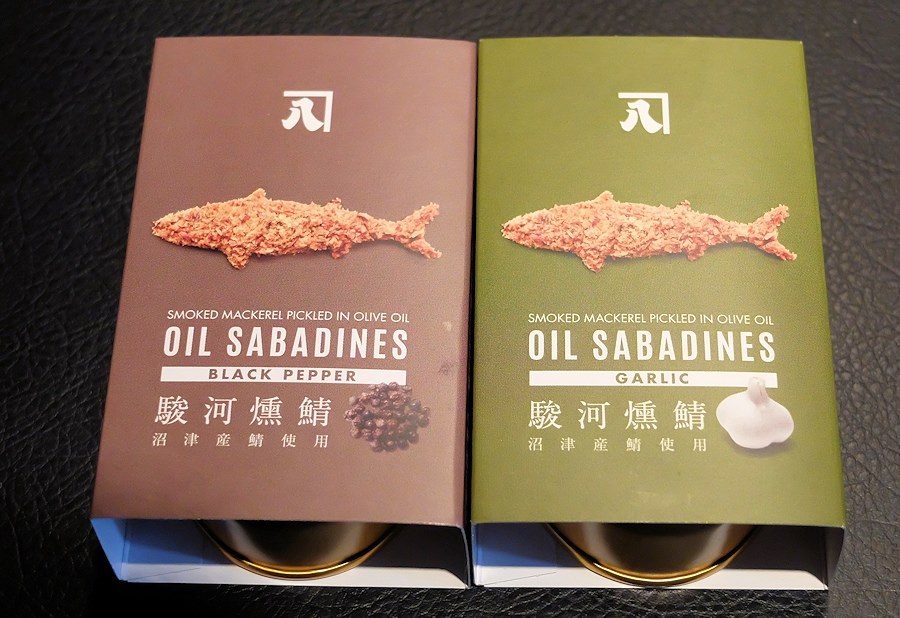 八
SMOKED MACKEREL PICKLED IN OLIVE OIL
OIL SABADINES
BLACK PEPPER
駿河燻鯖
沼津産鯖使用
八
SMOKED MACKEREL PICKLED IN OLIVE OIL
OIL SABADINES
GARLIC
駿河燻鯖
沼津産鯖使用